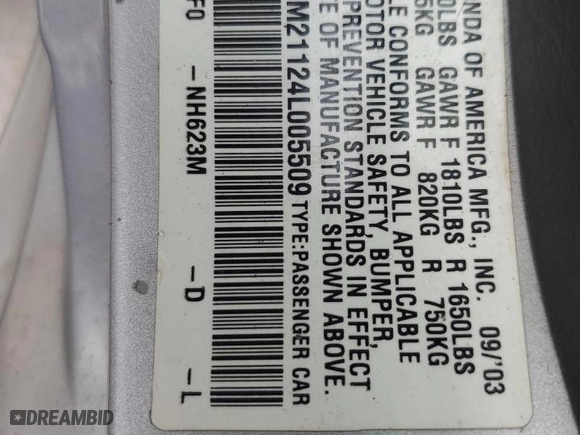 NDA OF AMERICA MFG., INC. 09/'03
0LBS GAWR F 1810LBS R 1650LBS
5KG GAWR F 820KG R 750KG
LE CONFORMS TO ALL APPLICABLE
MOTOR VEHICLE SAFETY, BUMPER,
PREVENTION STANDARDS IN EFFECT
TE OF MANUFACTURE SHOWN ABOVE.
M21124L005509 TYPE:PASSENGER CAR
F0 - NH623M - D - L
DREAMBID